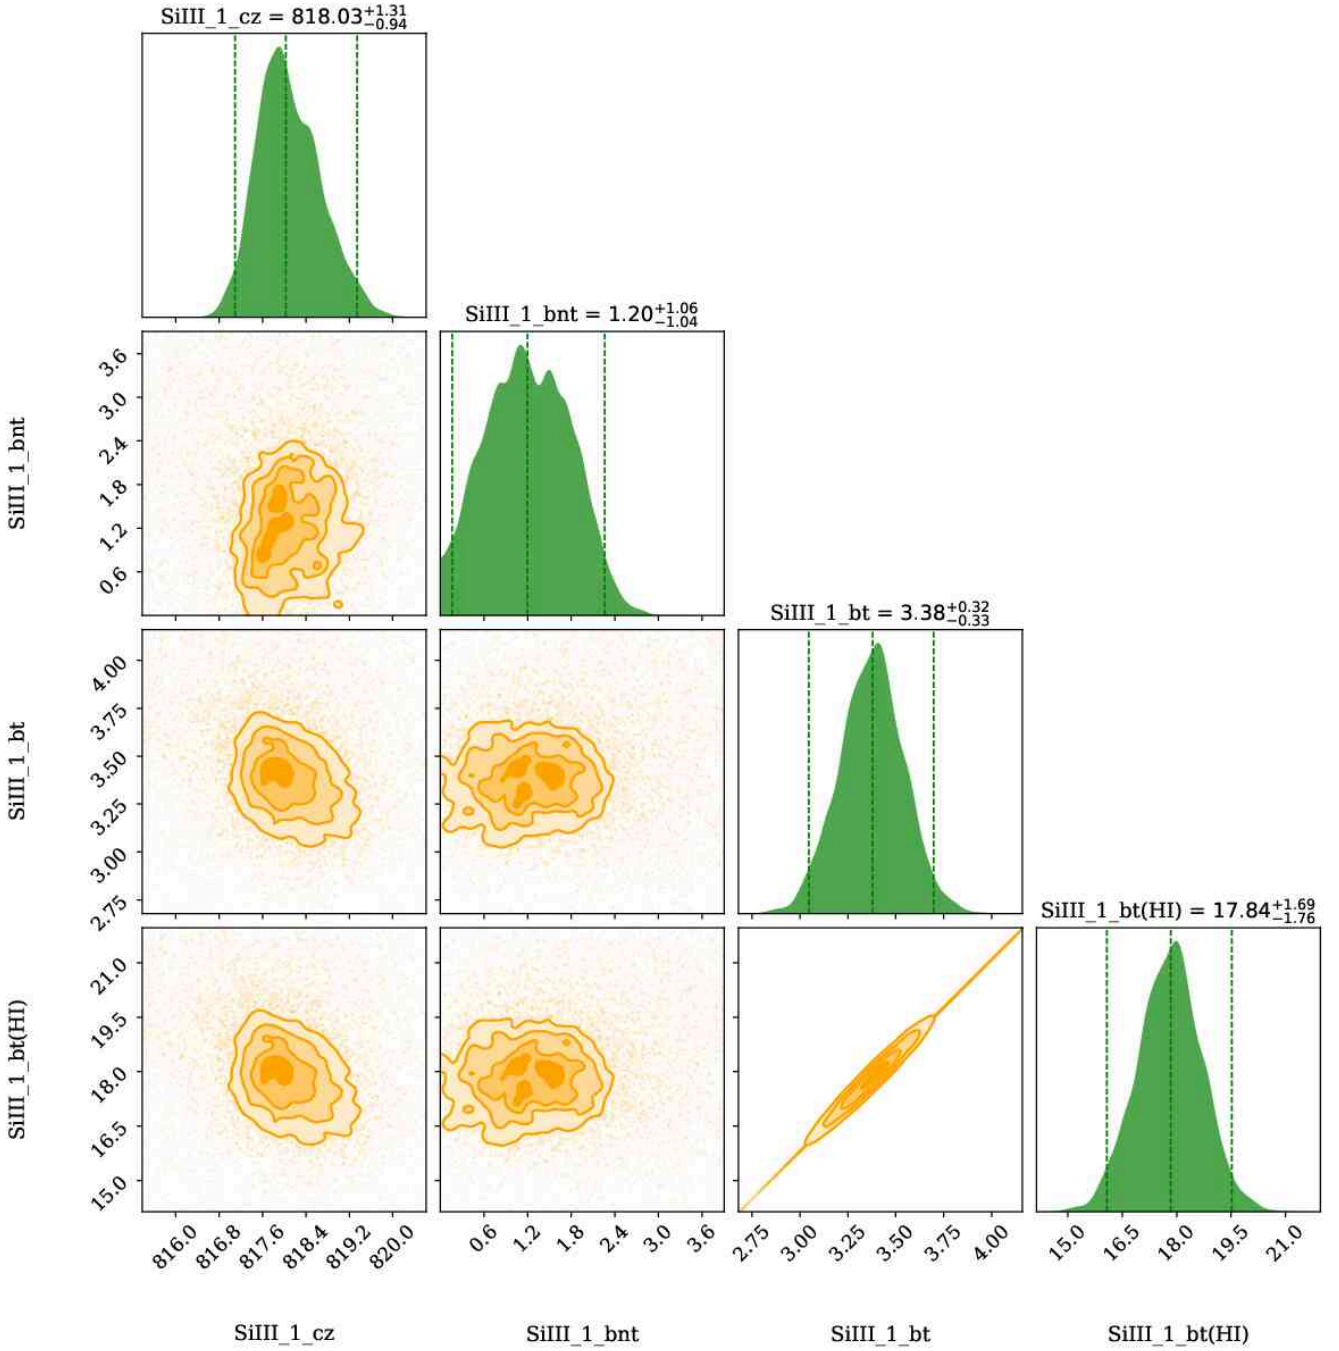 SiIII_1_cz = 818.03 +1.31 −0.94
SiIII_1_bnt = 1.20 +1.06 −1.04
SiIII_1_bnt
3.6
3.0
2.4
1.8
1.2
0.6
SiIII_1_bt = 3.38 +0.32 −0.33
SiIII_1_bt
4.00
3.75
3.50
3.25
3.00
2.75
SiIII_1_bt(HI) = 17.84 +1.69 −1.76
SiIII_1_bt(HI)
21.0
19.5
18.0
16.5
15.0
816.0 816.8 817.6 818.4 819.2 820.0 0.6 1.2 1.8 2.4 3.0 3.6 2.75 3.00 3.25 3.50 3.75 4.00 15.0 16.5 18.0 19.5 21.0
SiIII_1_cz SiIII_1_bnt SiIII_1_bt SiIII_1_bt(HI)